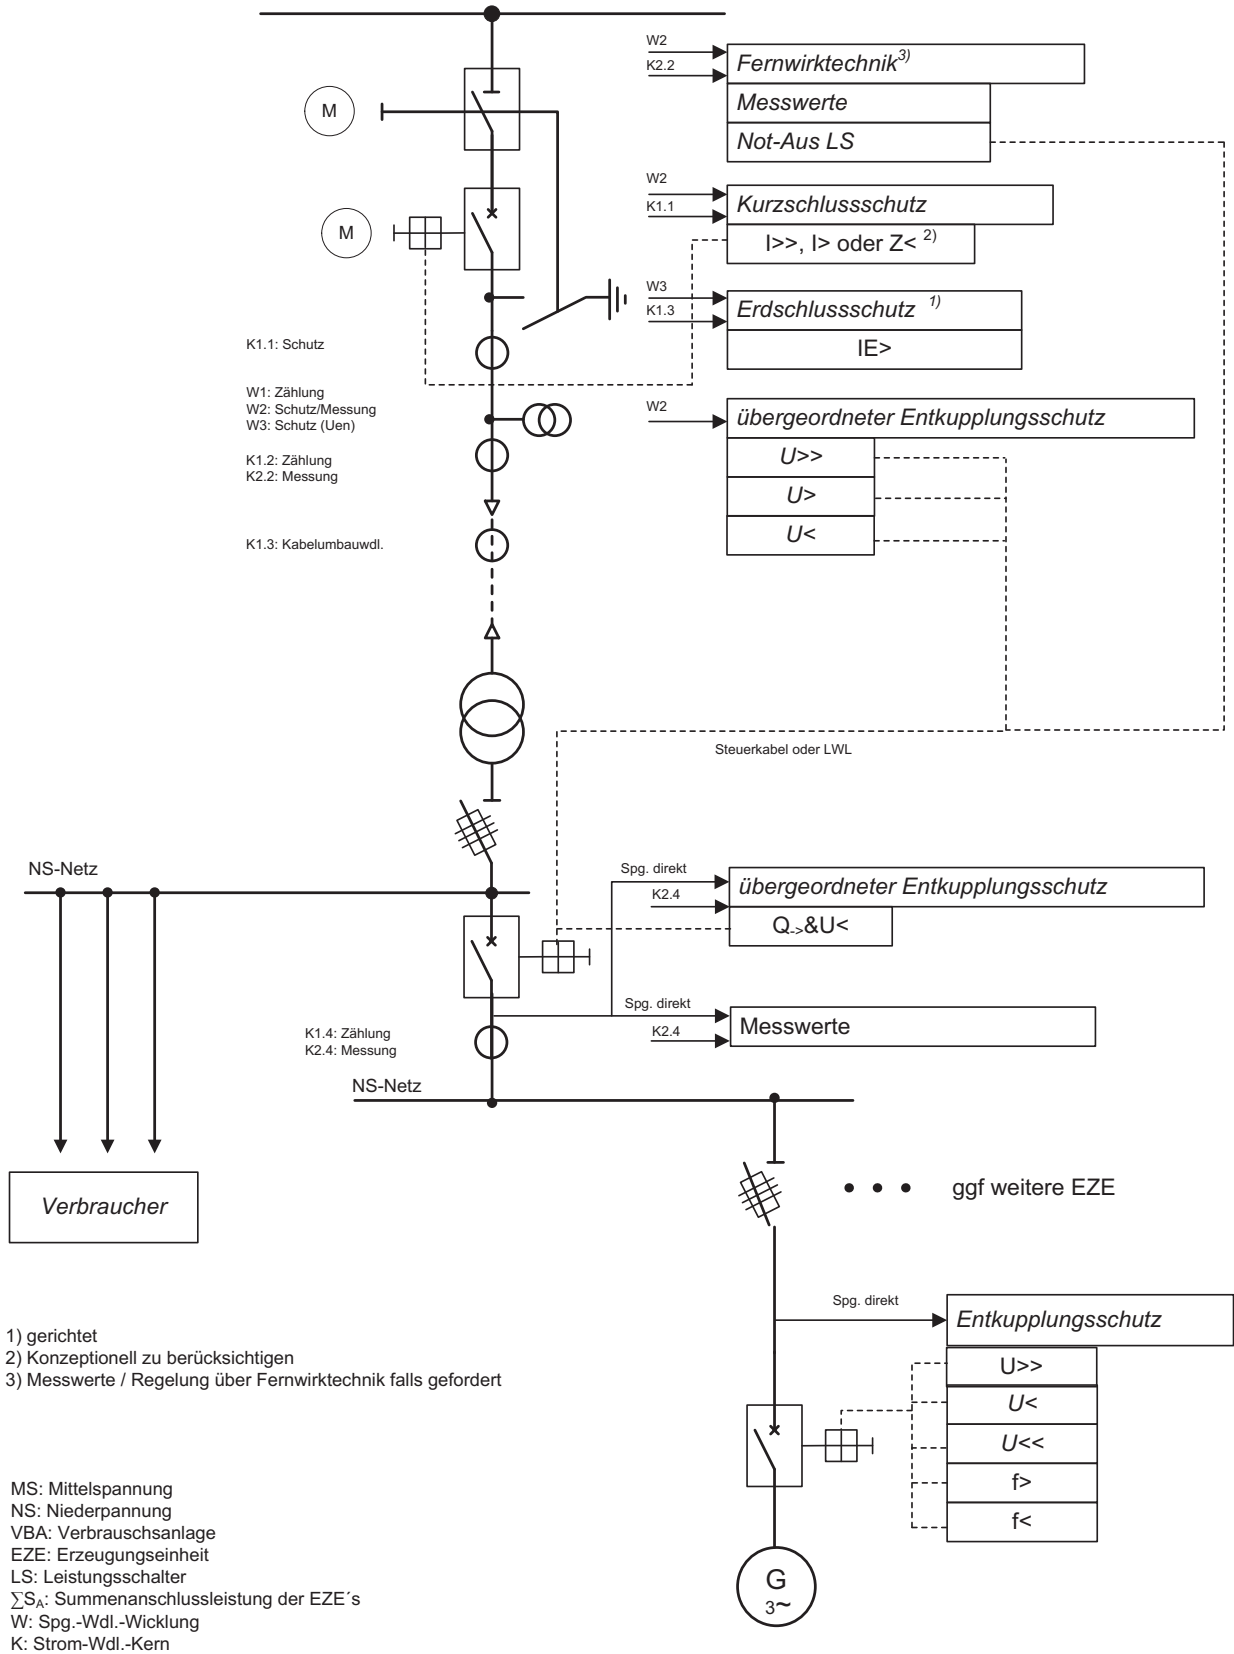 W2
K2.2
Fernwirktechnik3)
Messwerte
Not-Aus LS
M
W2
K1.1
Kurzschlussschutz
I>>, I> oder Z< 2)
M
W3
K1.3
Erdschlussschutz 1)
IE>
K1.1: Schutz
W1: Zählung
W2: Schutz/Messung
W3: Schutz (Uen)
K1.2: Zählung
K2.2: Messung
K1.3: Kabelumbauwdl.
W2
übergeordneter Entkupplungsschutz
U>>
U>
U<
Steuerkabel oder LWL
NS-Netz
Spg. direkt
K2.4
übergeordneter Entkupplungsschutz
Q->&U<
Spg. direkt
K2.4
Messwerte
K1.4: Zählung
K2.4: Messung
NS-Netz
Verbraucher
ggf weitere EZE
Spg. direkt
Entkupplungsschutz
U>>
U<
U<<
f>
f<
G
3~
1) gerichtet
2) Konzeptionell zu berücksichtigen
3) Messwerte / Regelung über Fernwirktechnik falls gefordert
MS: Mittelspannung
NS: Niederpannung
VBA: Verbrauschsanlage
EZE: Erzeugungseinheit
LS: Leistungsschalter
∑SA: Summenanschlussleistung der EZE´s
W: Spg.-Wdl.-Wicklung
K: Strom-Wdl.-Kern